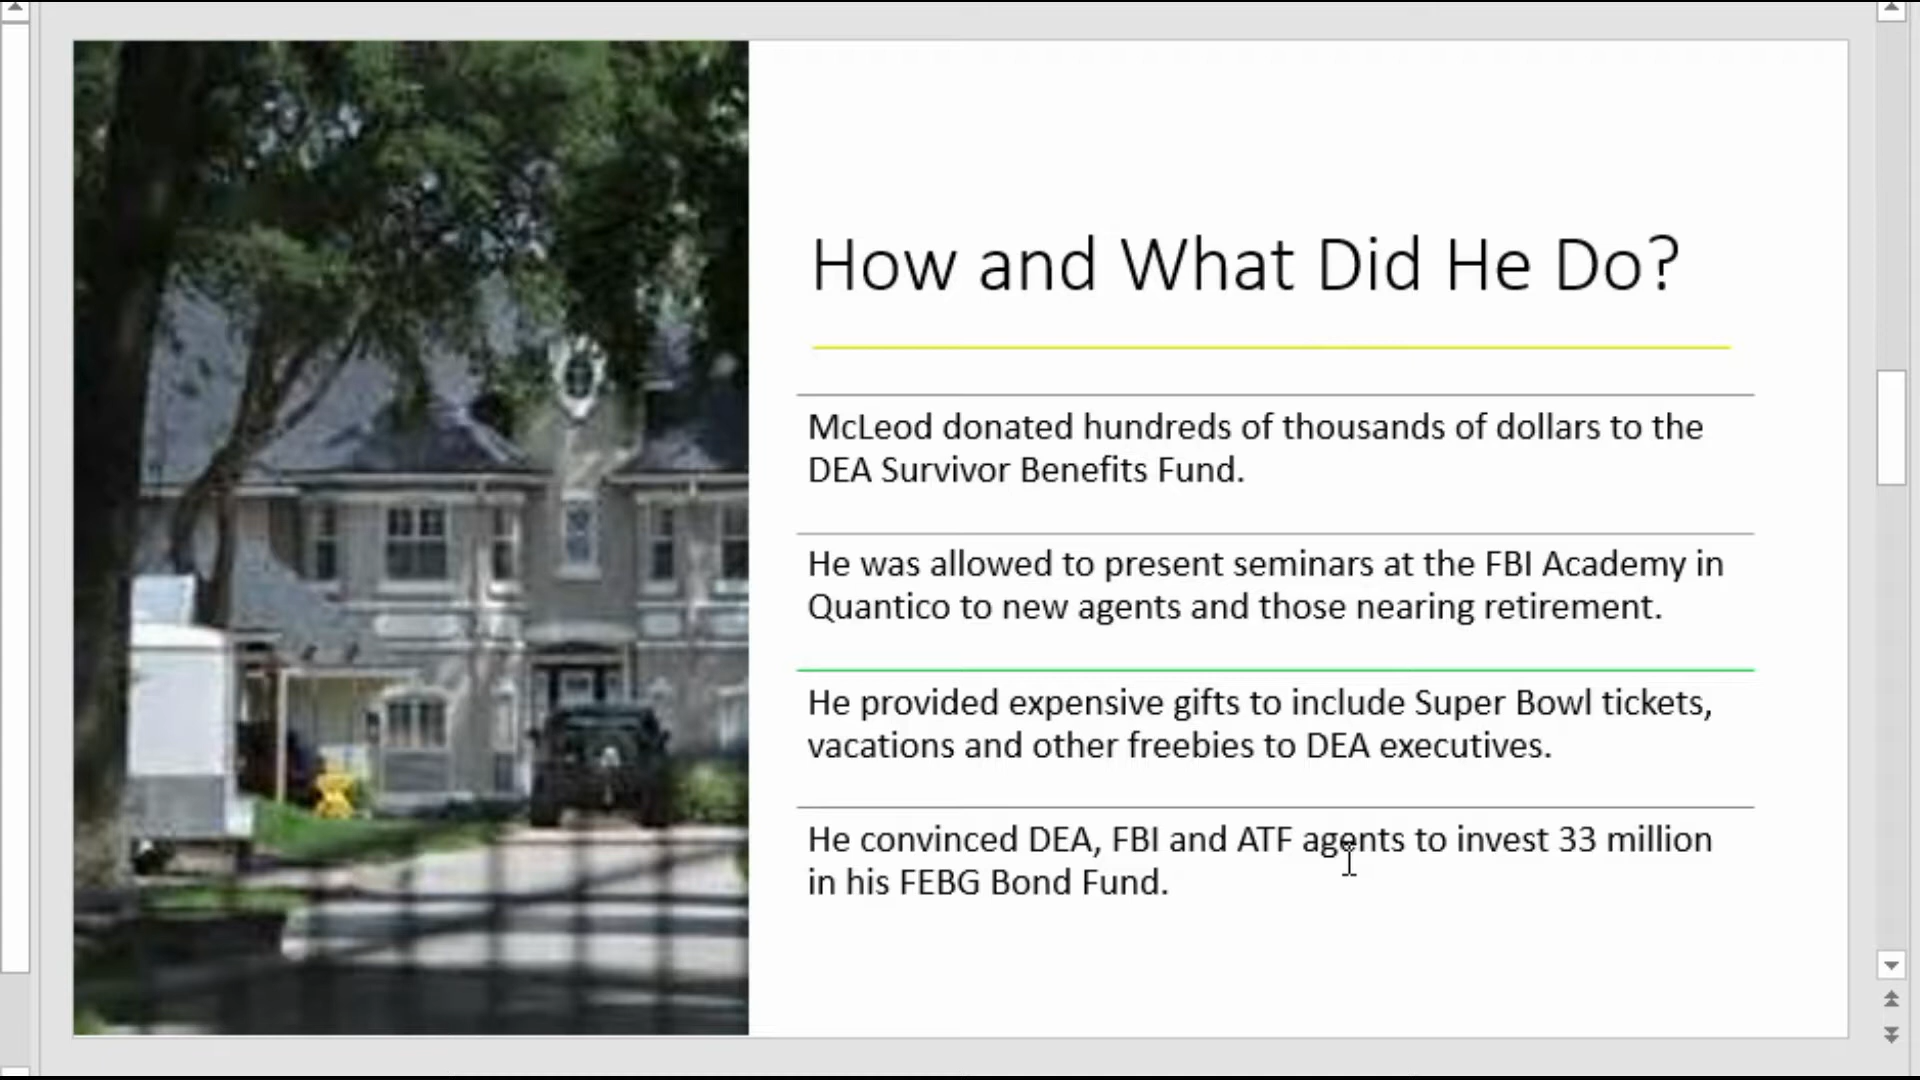 How and What Did He Do?
McLeod donated hundreds of thousands of dollars to the
DEA Survivor Benefits Fund.
He was allowed to present seminars at the FBI Academy in
Quantico to new agents and those nearing retirement.
He provided expensive gifts to include Super Bowl tickets,
vacations and other freebies to DEA executives.
He convinced DEA, FBI and ATF agents to invest 33 million
in his FEBG Bond Fund.